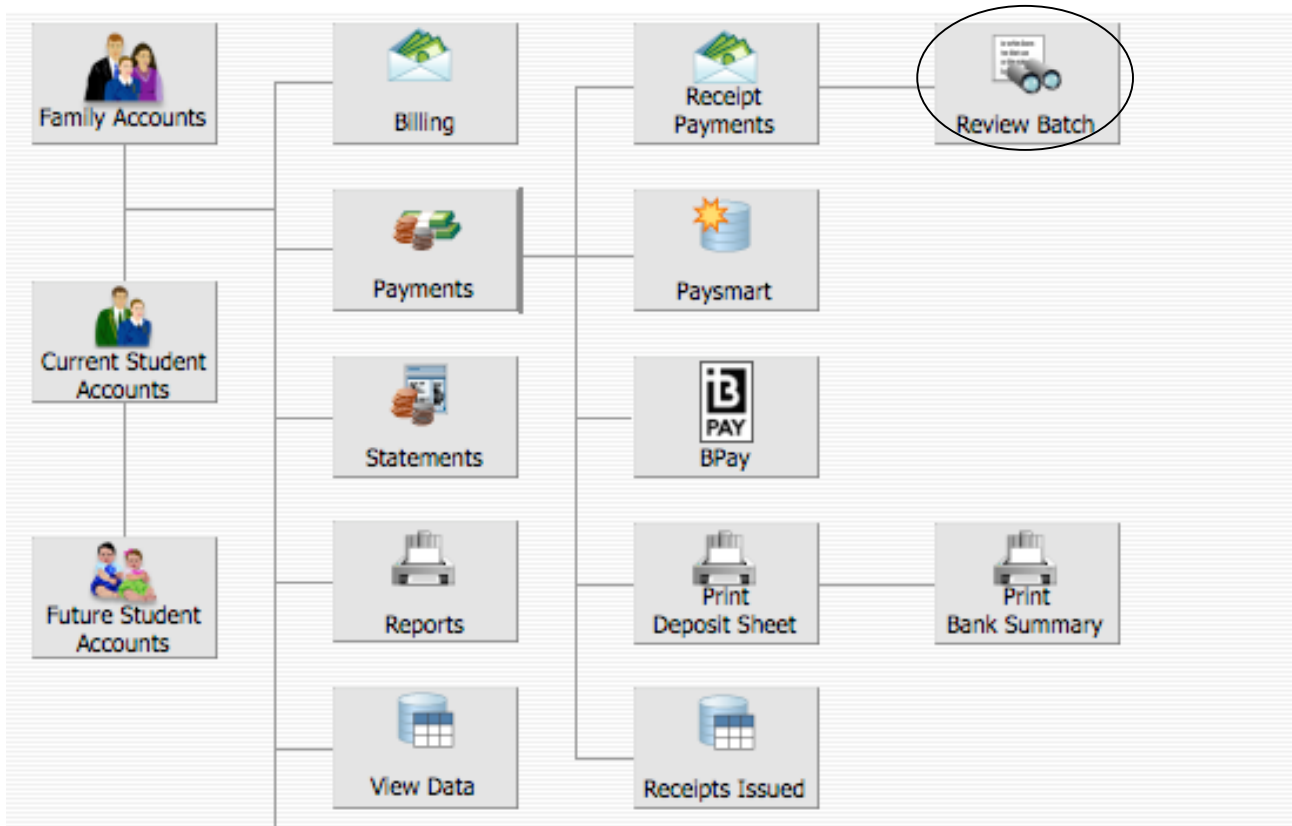 Family Accounts
Billing
Receipt
Payments
Review Batch
Payments
Paysmart
Current Student
Accounts
Statements
B
PAY
BPay
Future Student
Accounts
Reports
Print
Deposit Sheet
Print
Bank Summary
View Data
Receipts Issued